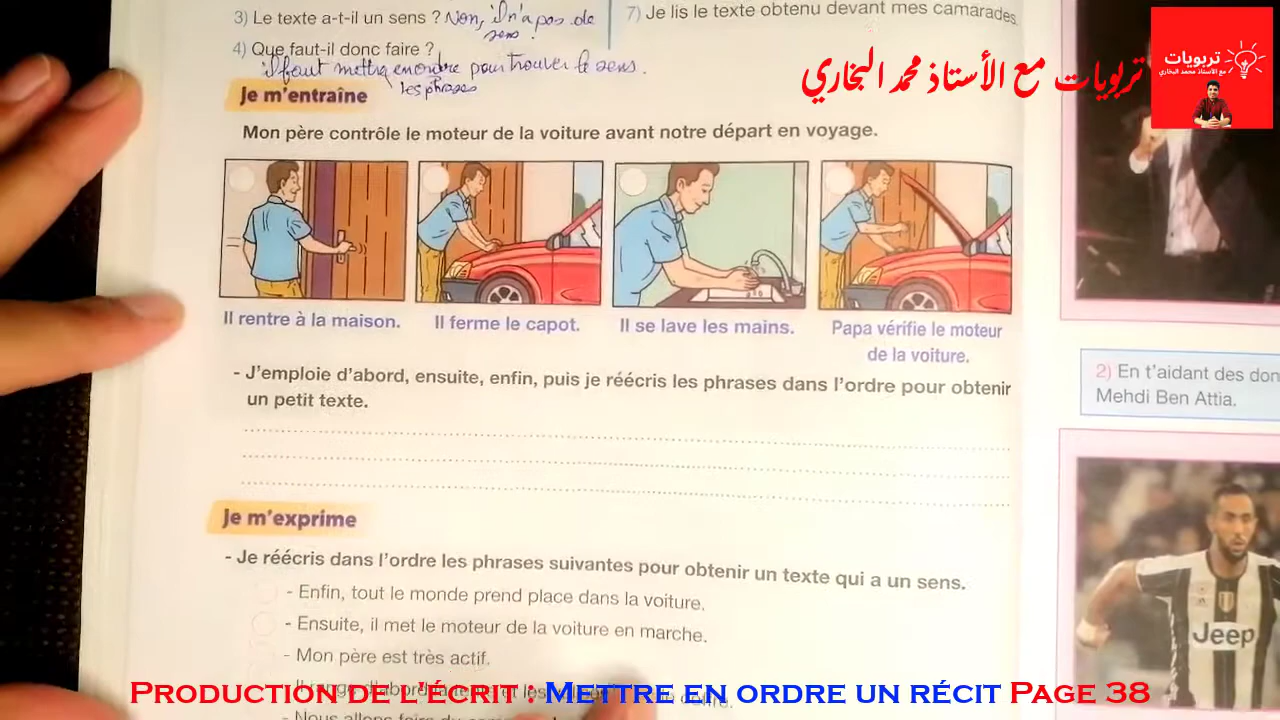 3) Le texte a-t-il un sens ? Non, il n'a pas de
sens.
4) Que faut-il donc faire ?
il faut mettre en ordre pour trouver le sens.
les phrases
7) Je lis le texte obtenu devant mes camarades.
تربويات مع الأستاذ محمد البخاري
تربويات
مع الأستاذ محمد البخاري
Je m'entraîne
Mon père contrôle le moteur de la voiture avant notre départ en voyage.
Il rentre à la maison.
Il ferme le capot.
Il se lave les mains.
Papa vérifie le moteur
de la voiture.
- J'emploie d'abord, ensuite, enfin, puis je réécris les phrases dans l'ordre pour obtenir
un petit texte.
Je m'exprime
- Je réécris dans l'ordre les phrases suivantes pour obtenir un texte qui a un sens.
- Enfin, tout le monde prend place dans la voiture.
- Ensuite, il met le moteur de la voiture en marche.
- Mon père est très actif.
- Nous allons faire du
2) En t'aidant des don
Mehdi Ben Attia.
Jeep
Production de l'écrit : Mettre en ordre un récit Page 38